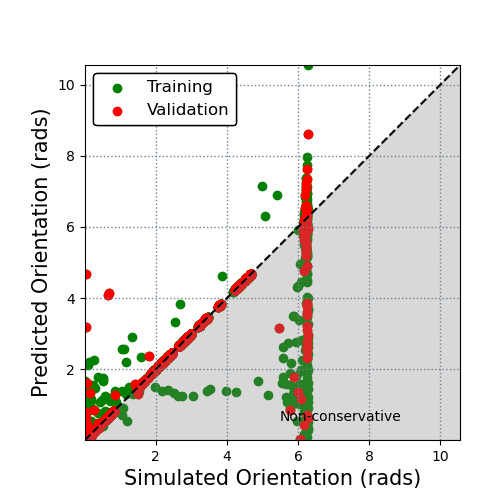 Training
Validation
10
8
6
4
2
Predicted Orientation (rads)
Non-conservative
2
4
6
8
10
Simulated Orientation (rads)